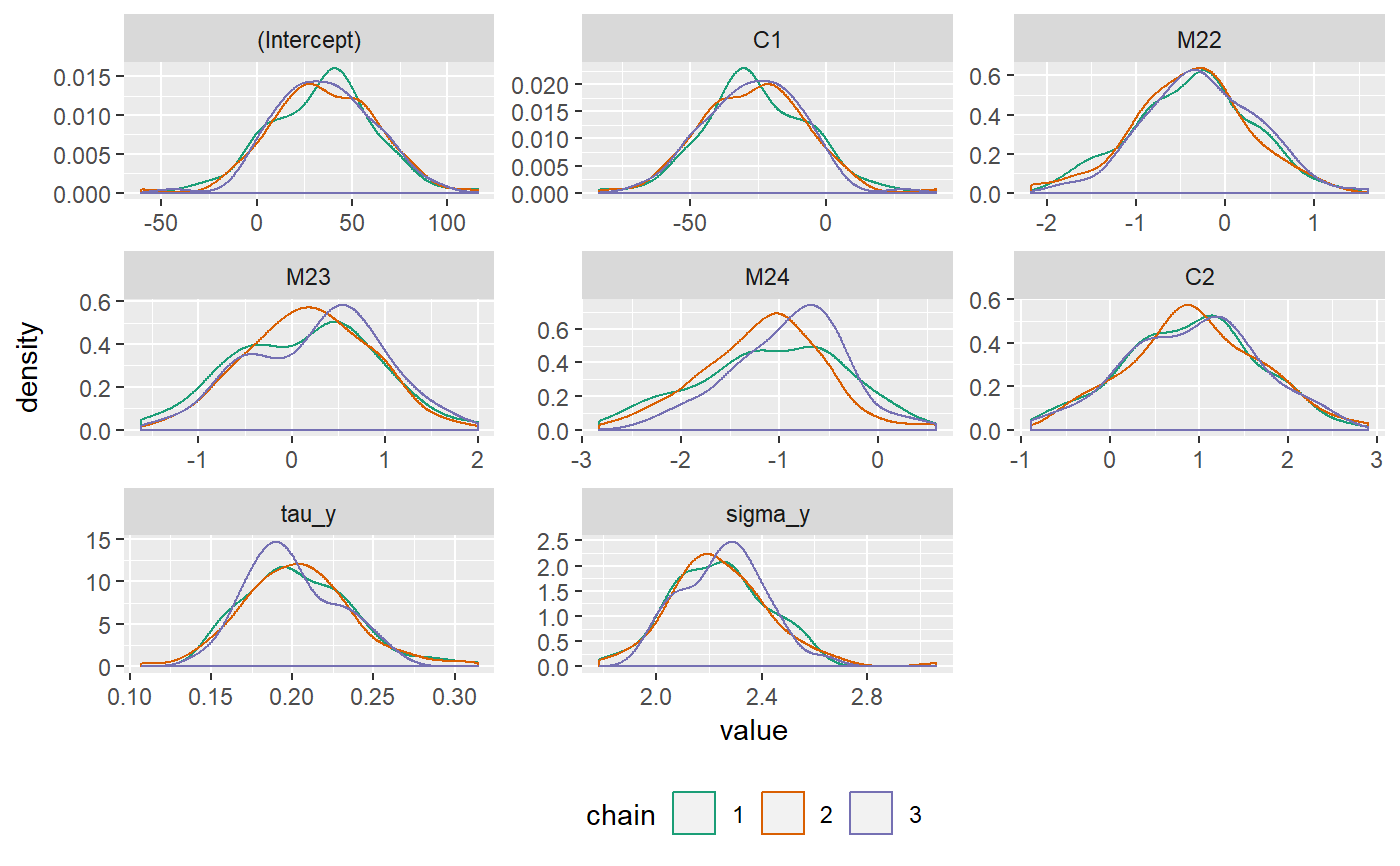 (Intercept) C1 M22
0.015 0.010 0.005 0.000
0.020 0.015 0.010 0.005 0.000
0.6 0.4 0.2 0.0
-50 0 50 100
-50 0
-2 -1 0 1
M23 M24 C2
0.6 0.4 0.2 0.0
0.6 0.4 0.2 0.0
0.6 0.4 0.2 0.0
-1 0 1 2
-3 -2 -1 0
-1 0 1 2 3
density
tau_y sigma_y
15 10 5 0
2.5 2.0 1.5 1.0 0.5 0.0
0.10 0.15 0.20 0.25 0.30
2.0 2.4 2.8
value
chain 1 2 3